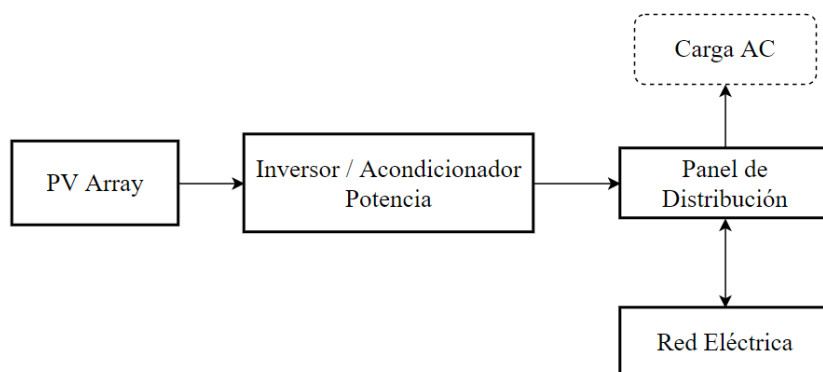 Carga AC
PV Array
Inversor / Acondicionador
Potencia
Panel de
Distribución
Red Eléctrica